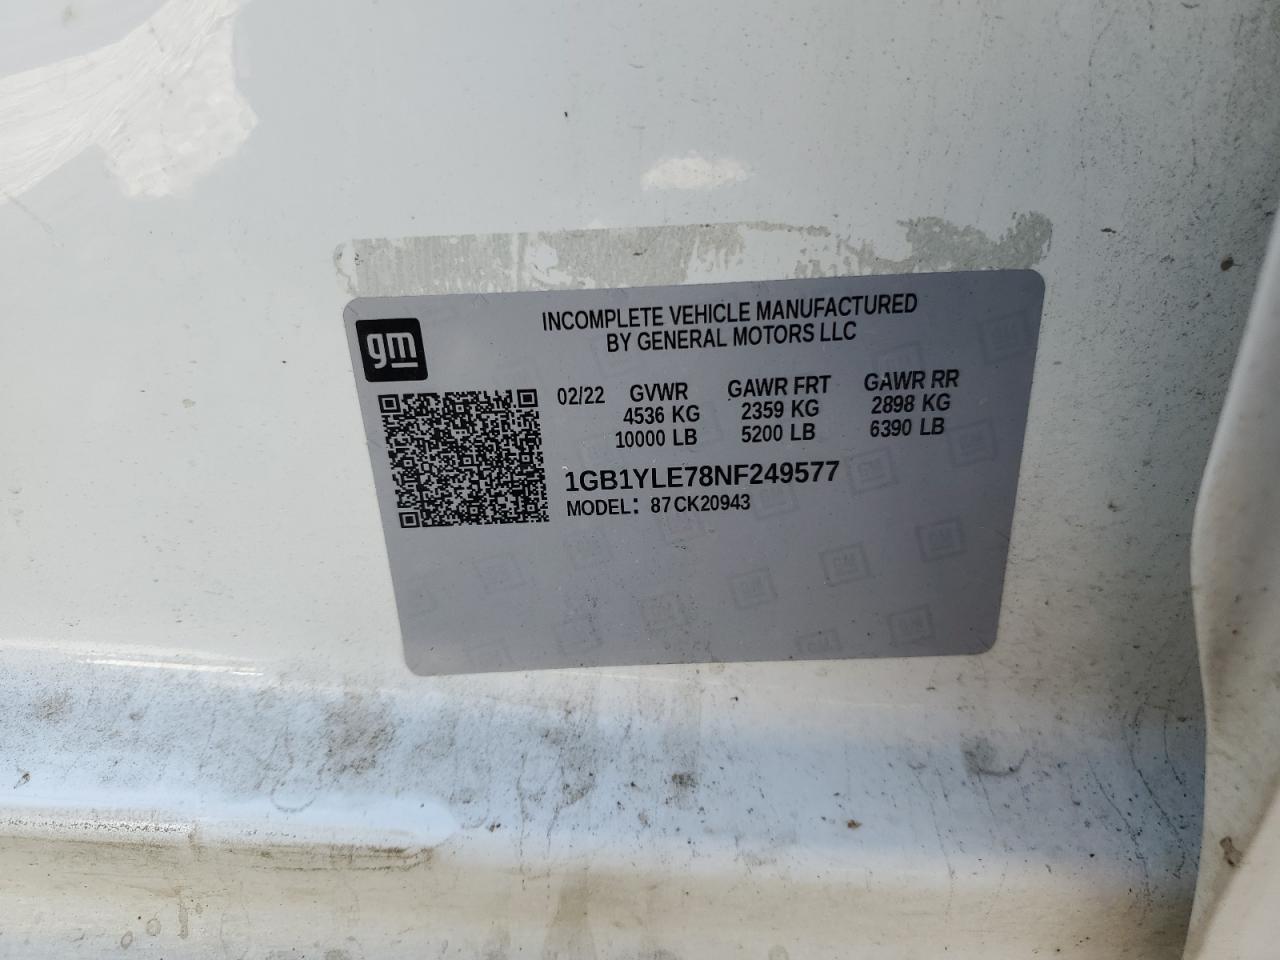 INCOMPLETE VEHICLE MANUFACTURED
BY GENERAL MOTORS LLC
gm
02/22 GVWR GAWR FRT GAWR RR
4536 KG 2359 KG 2898 KG
10000 LB 5200 LB 6390 LB
1GB1YLE78NF249577
MODEL: 87CK20943